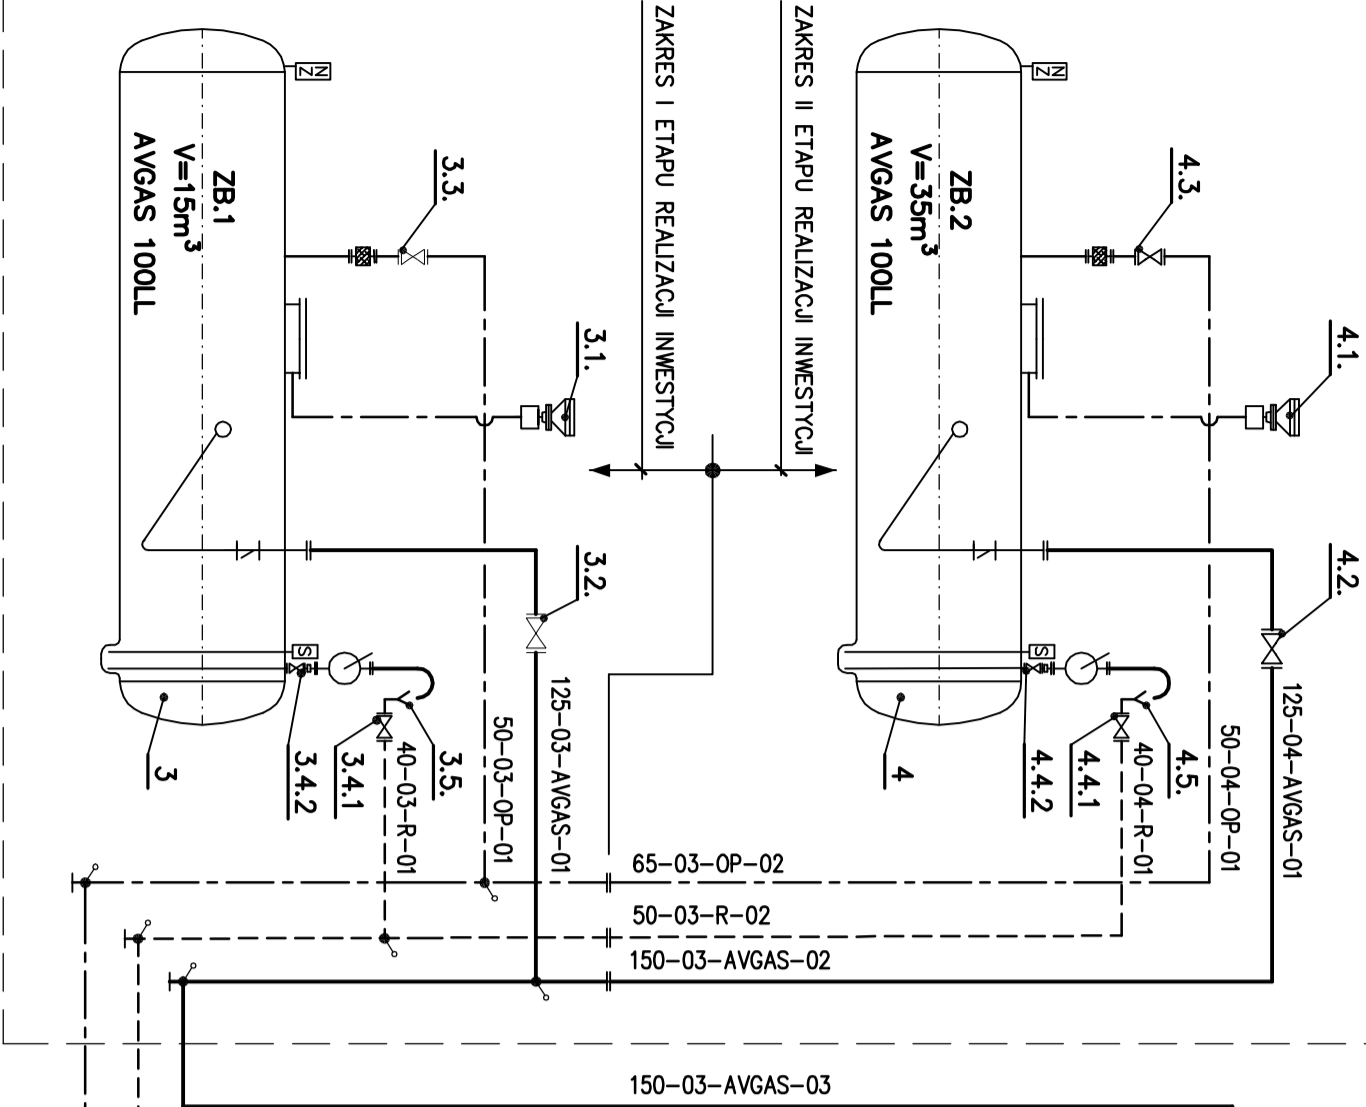 ZAKRES I ETAPU REALIZACJI INWESTYCJI
ZAKRES II ETAPU REALIZACJI INWESTYCJI
NZ
ZB.1
V=15m³
AVGAS 100LL
3.3.
3.1.
3.2.
S
3
3.4.2
3.4.1
3.5.
40-03-R-01
50-03-OP-01
125-03-AVGAS-01
NZ
ZB.2
V=35m³
AVGAS 100LL
4.3.
4.1.
4.2.
S
4
4.4.2
4.4.1
4.5.
40-04-R-01
50-04-OP-01
125-04-AVGAS-01
65-03-OP-02
50-03-R-02
150-03-AVGAS-02
150-03-AVGAS-03